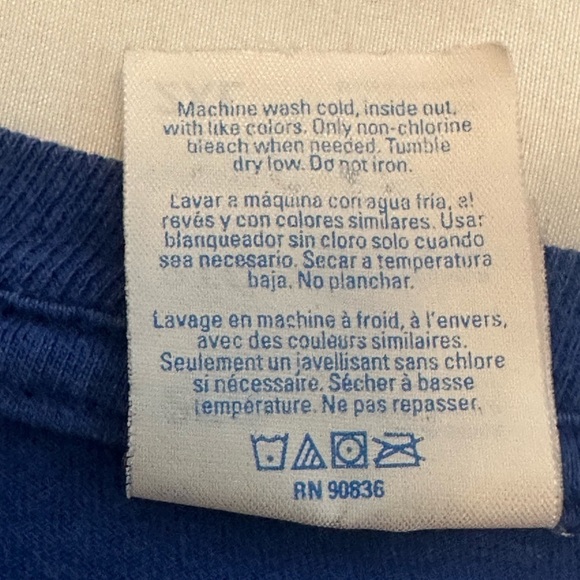 Machine wash cold, inside out,
with like colors. Only non-chlorine
bleach when needed. Tumble
dry low. Do not iron.
Lavar a máquina con agua fría, al
revés y con colores similares. Usar
blanqueador sin cloro solo cuando
sea necesario. Secar a temperatura
baja. No planchar.
Lavage en machine à froid, à l'envers,
avec des couleurs similaires.
Seulement un javellisant sans chlore
si nécessaire. Sécher à basse
température. Ne pas repasser.
RN 90836